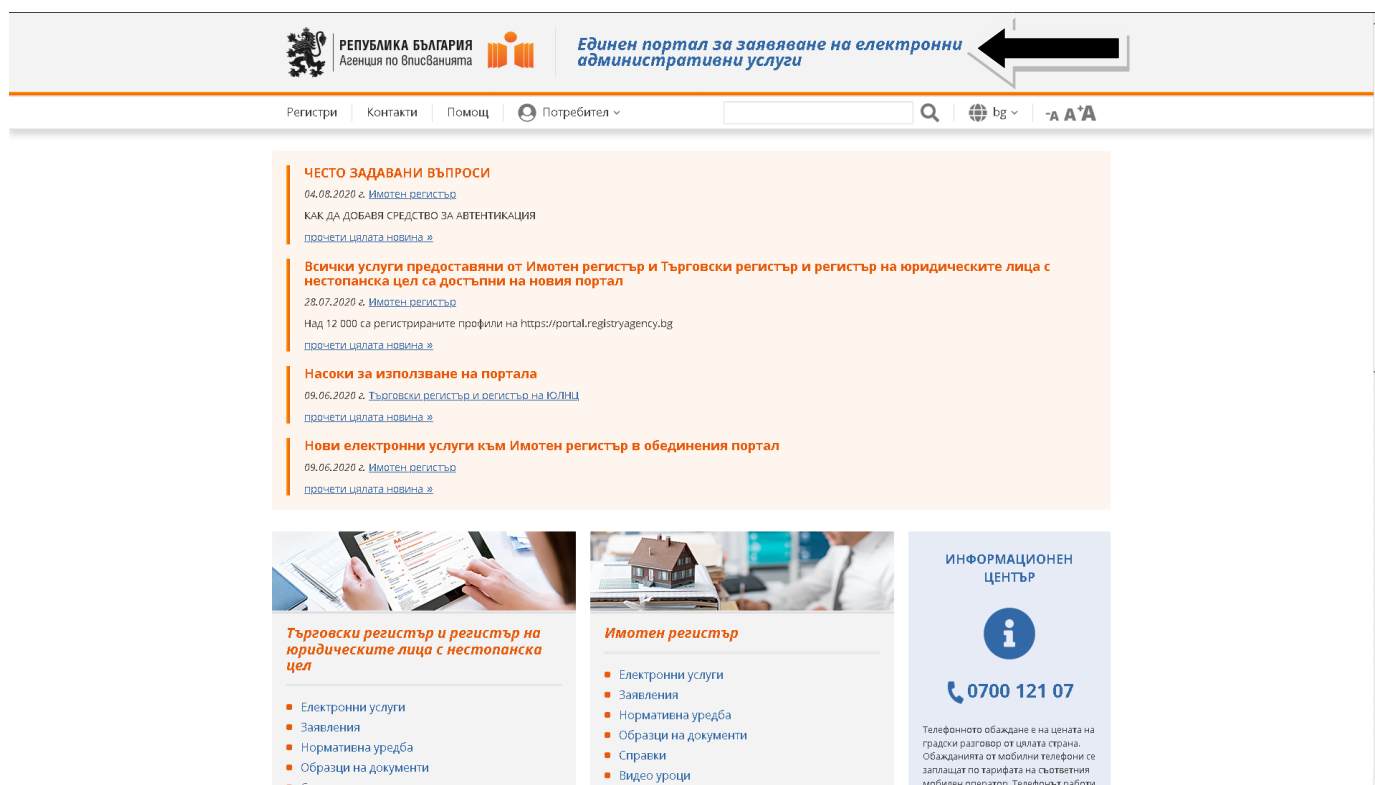 РЕПУБЛИКА БЪЛГАРИЯ
Агенция по вписванията
Единен портал за заявяване на електронни
административни услуги
Регистри
Контакти
Помощ
Потребител
bg
-A A +A
ЧЕСТО ЗАДАВАНИ ВЪПРОСИ
04.08.2020 г. Имотен регистър
КАК ДА ДОБАВЯ СРЕДСТВО ЗА АВТЕНТИКАЦИЯ
прочети цялата новина »
Всички услуги предоставяни от Имотен регистър и Търговски регистър и регистър на юридическите лица с
нестопанска цел са достъпни на новия портал
28.07.2020 г. Имотен регистър
Над 12 000 са регистрираните профили на https://portal.registryagency.bg
прочети цялата новина »
Насоки за използване на портала
09.06.2020 г. Търговски регистър и регистър на ЮЛНЦ
прочети цялата новина »
Нови електронни услуги към Имотен регистър в обединения портал
09.06.2020 г. Имотен регистър
прочети цялата новина »
Търговски регистър и регистър на
юридическите лица с нестопанска
цел
Електронни услуги
Заявления
Нормативна уредба
Образци на документи
Имотен регистър
Електронни услуги
Заявления
Нормативна уредба
Образци на документи
Справки
Видео уроци
ИНФОРМАЦИОНЕН
ЦЕНТЪР
0700 121 07
Телефонното обаждане е на цената на
градски разговор от цялата страна.
Обажданията от мобилни телефони се
заплащат по тарифата на съответния
мобилен оператор. Телефонът работи